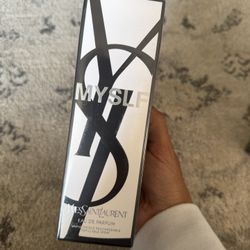 MYSLF
YVESSAINTLAURENT
EAU DE PARFUM